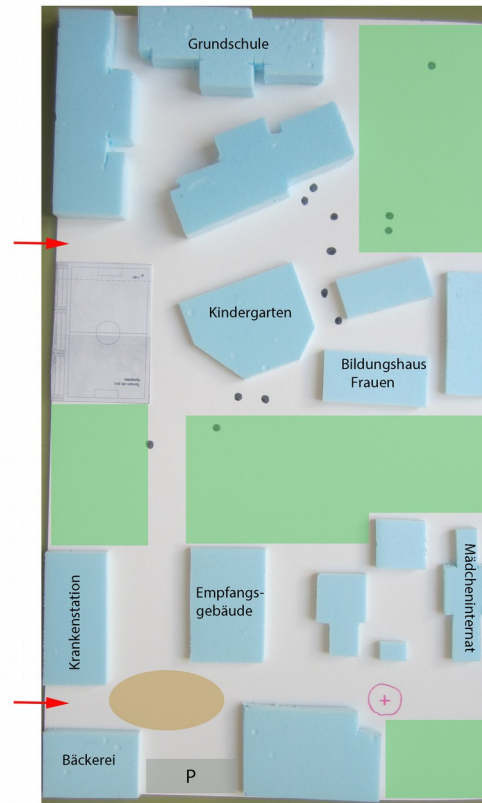 Grundschule
Kindergarten
Bildungshaus
Frauen
Krankenstation
Empfangs-
gebäude
Mädcheninternat
Bäckerei
P